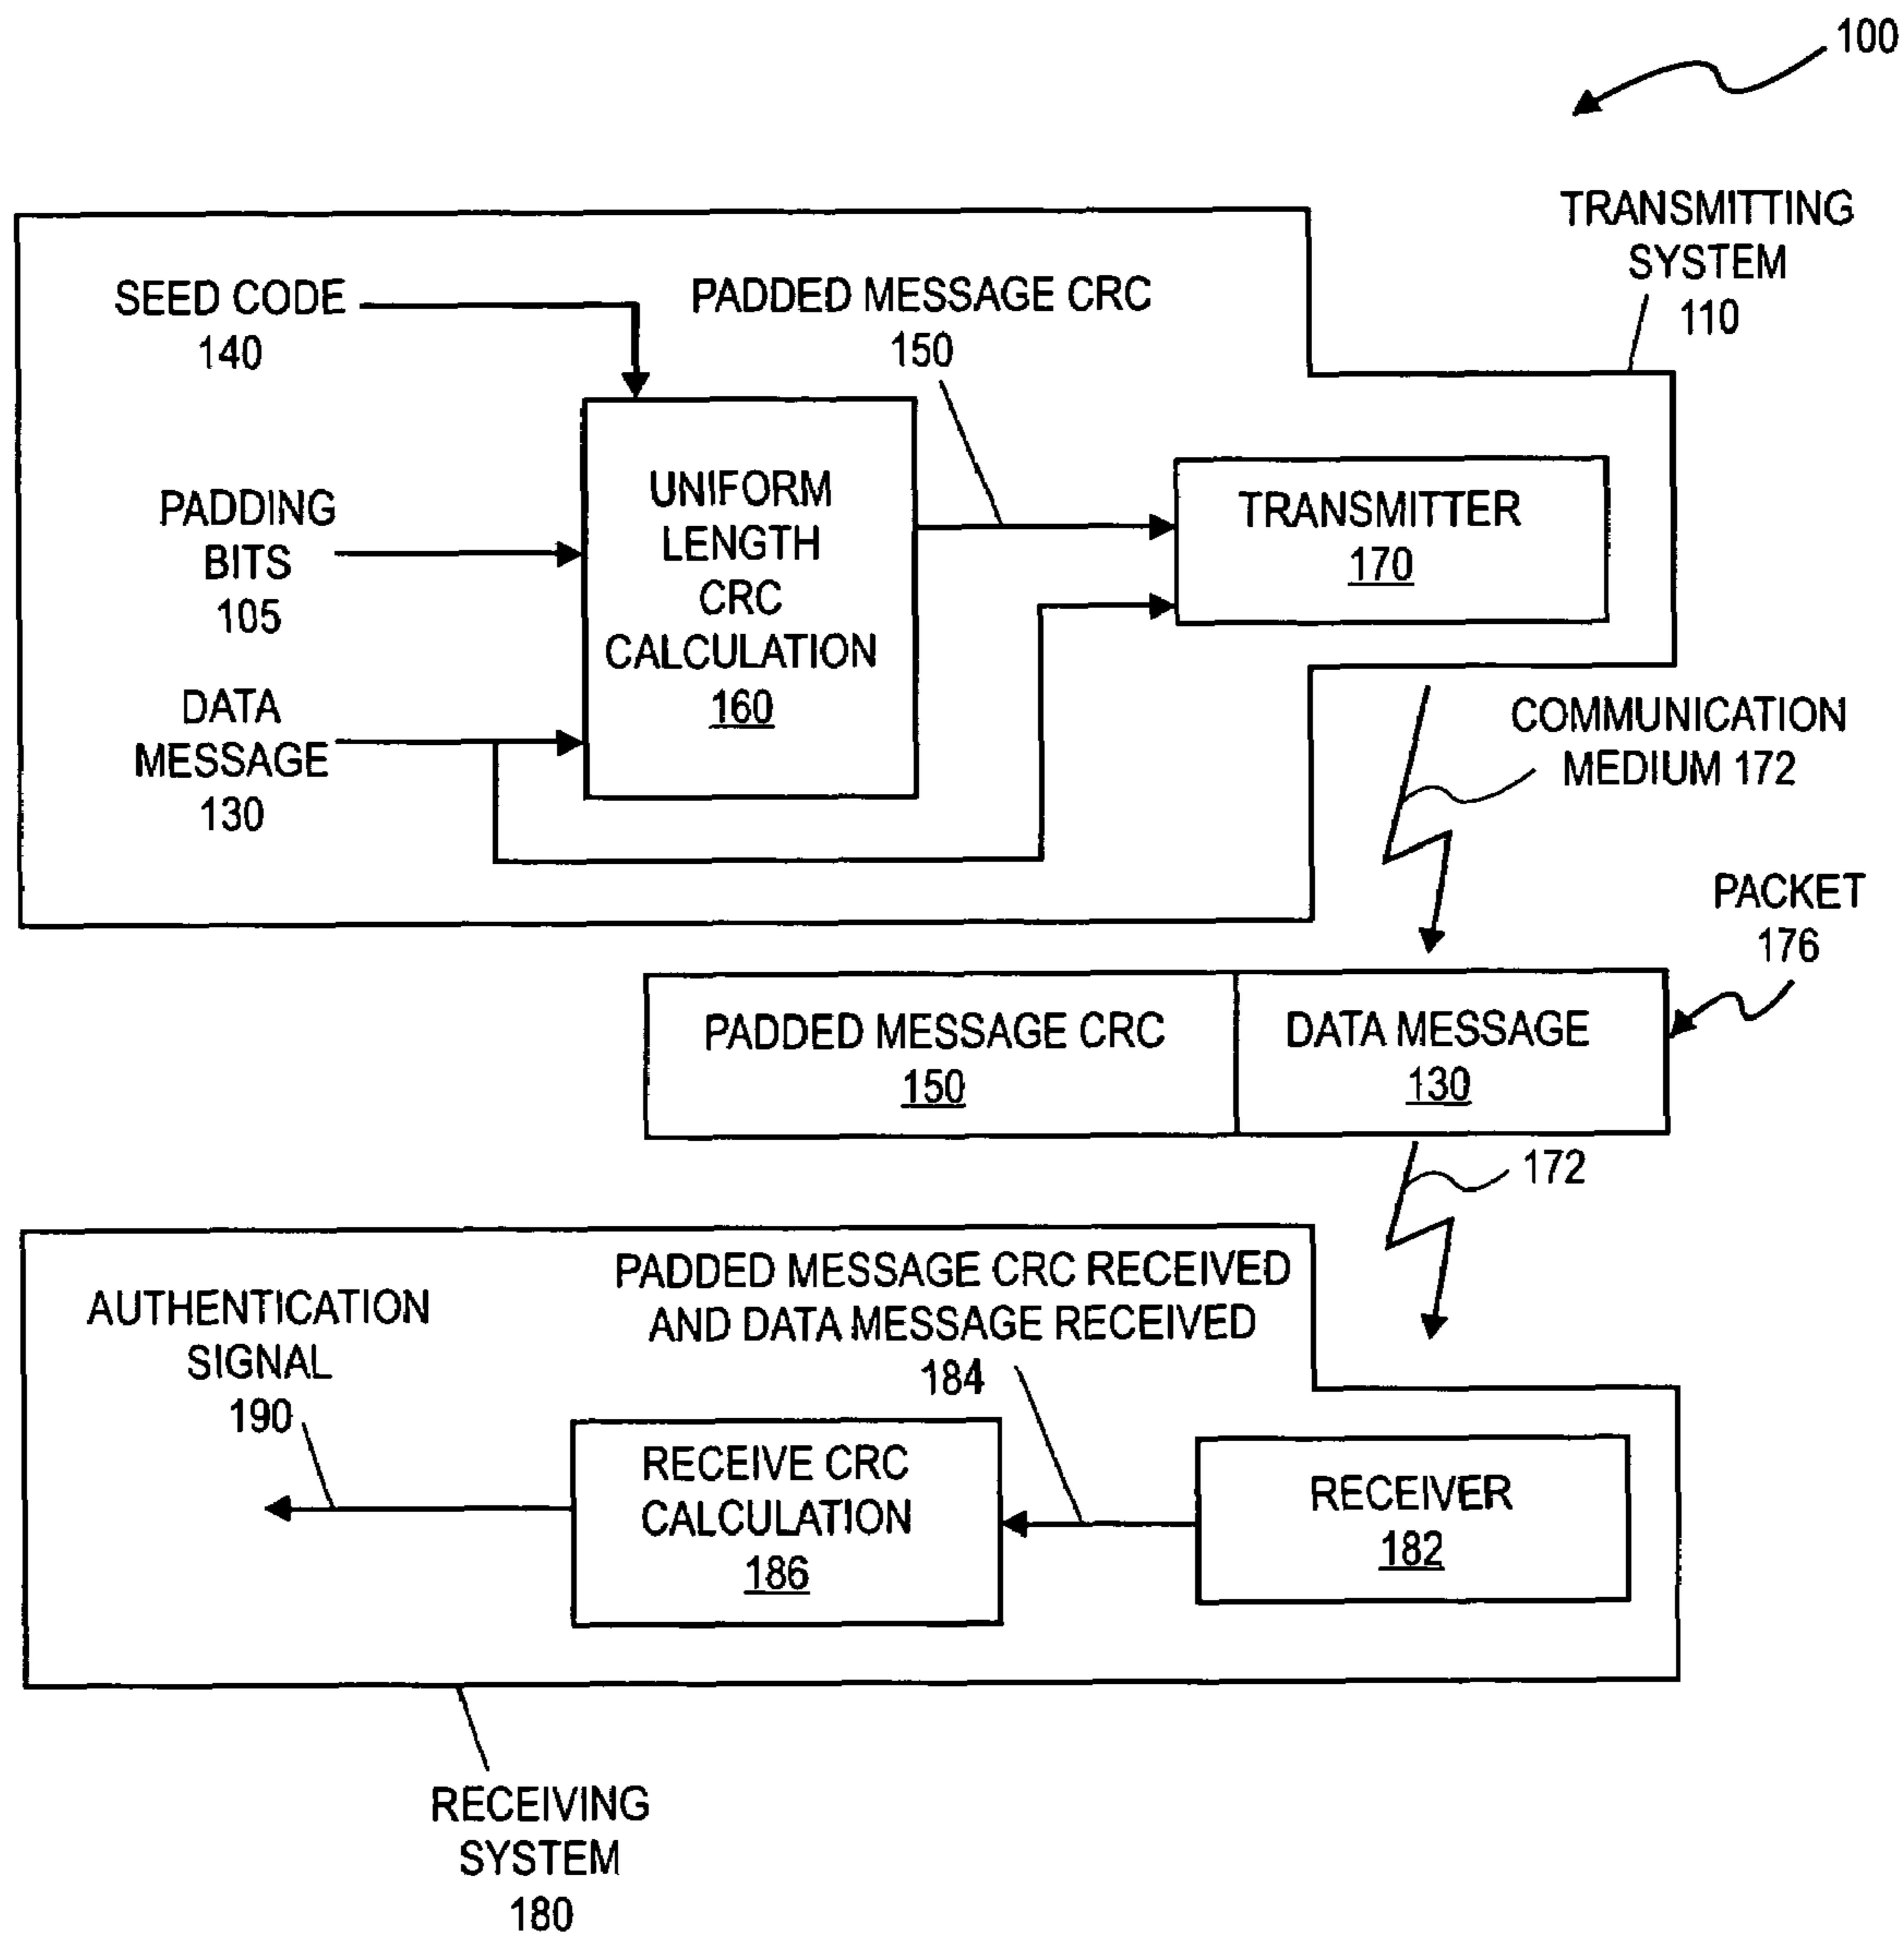 100
TRANSMITTING
SYSTEM
110
SEED CODE
140
PADDED MESSAGE CRC
150
PADDING
BITS
105
UNIFORM
LENGTH
CRC
CALCULATION
160
TRANSMITTER
170
DATA
MESSAGE
130
COMMUNICATION
MEDIUM 172
PACKET
176
PADDED MESSAGE CRC
150
DATA MESSAGE
130
172
PADDED MESSAGE CRC RECEIVED
AND DATA MESSAGE RECEIVED
184
AUTHENTICATION
SIGNAL
190
RECEIVE CRC
CALCULATION
186
RECEIVER
182
RECEIVING
SYSTEM
180